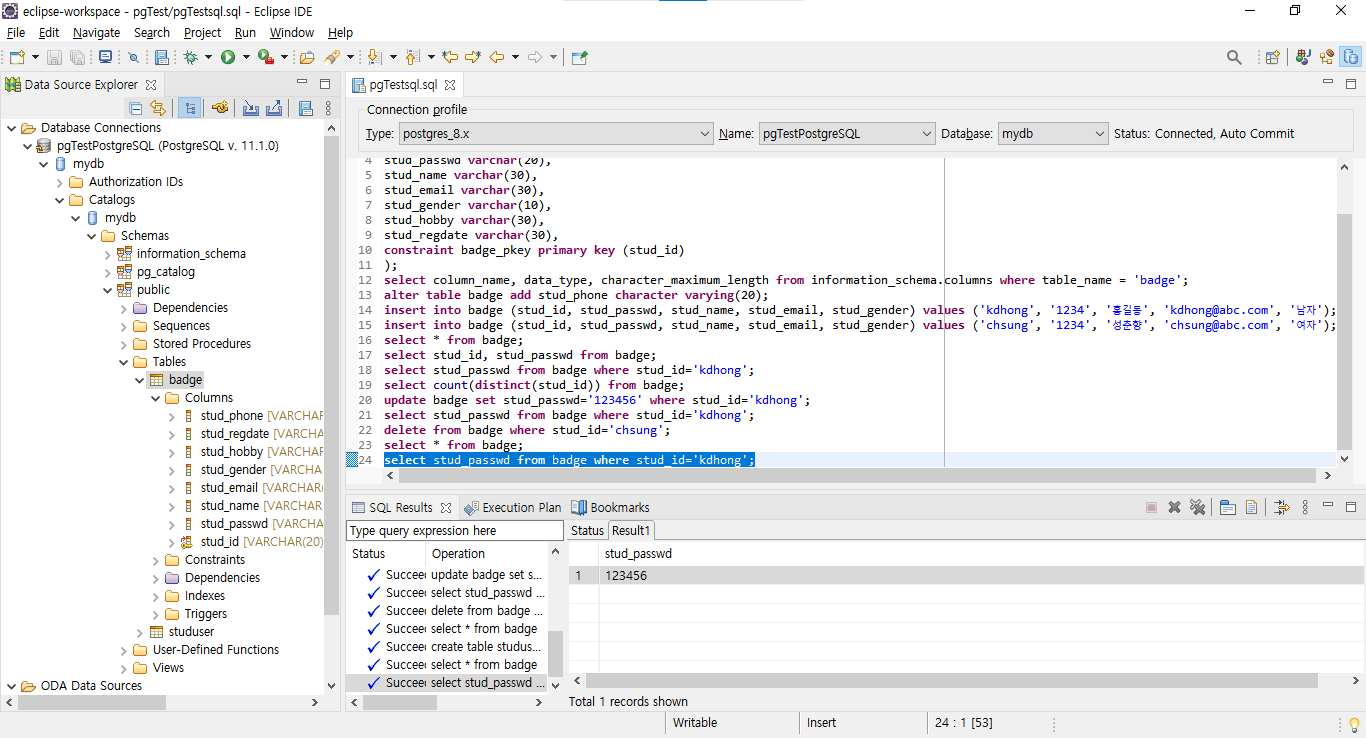 eclipse-workspace - pgTest/pgTestsql.sql - Eclipse IDE
File Edit Navigate Search Project Run Window Help
Data Source Explorer
Database Connections
pgTestPostgreSQL (PostgreSQL v. 11.1.0)
mydb
Authorization IDs
Catalogs
mydb
Schemas
information_schema
pg_catalog
public
Dependencies
Sequences
Stored Procedures
Tables
badge
Columns
stud_phone [VARCHAR
stud_regdate [VARCHA
stud_hobby [VARCHAR
stud_gender [VARCHAR
stud_email [VARCHAR(
stud_name [VARCHAR(
stud_passwd [VARCHA
stud_id [VARCHAR(20)
Constraints
Dependencies
Indexes
Triggers
studuser
User-Defined Functions
Views
ODA Data Sources
pgTestsql.sql
Connection profile
Type: postgres_8.x Name: pgTestPostgreSQL Database: mydb Status: Connected, Auto Commit
4 stud_passwd varchar(20),
5 stud_name varchar(30),
6 stud_email varchar(30),
7 stud_gender varchar(10),
8 stud_hobby varchar(30),
9 stud_regdate varchar(30),
10 constraint badge_pkey primary key (stud_id)
11 );
12 select column_name, data_type, character_maximum_length from information_schema.columns where table_name = 'badge';
13 alter table badge add stud_phone character varying(20);
14 insert into badge (stud_id, stud_passwd, stud_name, stud_email, stud_gender) values ('kdhong', '1234', '홍길동', 'kdhong@abc.com', '남자');
15 insert into badge (stud_id, stud_passwd, stud_name, stud_email, stud_gender) values ('chsung', '1234', '성춘향', 'chsung@abc.com', '여자');
16 select * from badge;
17 select stud_id, stud_passwd from badge;
18 select stud_passwd from badge where stud_id='kdhong';
19 select count(distinct(stud_id)) from badge;
20 update badge set stud_passwd='123456' where stud_id='kdhong';
21 select stud_passwd from badge where stud_id='kdhong';
22 delete from badge where stud_id='chsung';
23 select * from badge;
24 select stud_passwd from badge where stud_id='kdhong';
SQL Results Execution Plan Bookmarks
Type query expression here
Status Operation
Succee update badge set s...
Succee select stud_passwd ...
Succee delete from badge ...
Succee select * from badge
Succee create table studus...
Succee select * from badge
Succee select stud_passwd ...
Status Result1
stud_passwd
1 123456
Total 1 records shown
Writable Insert 24 : 1 [53]